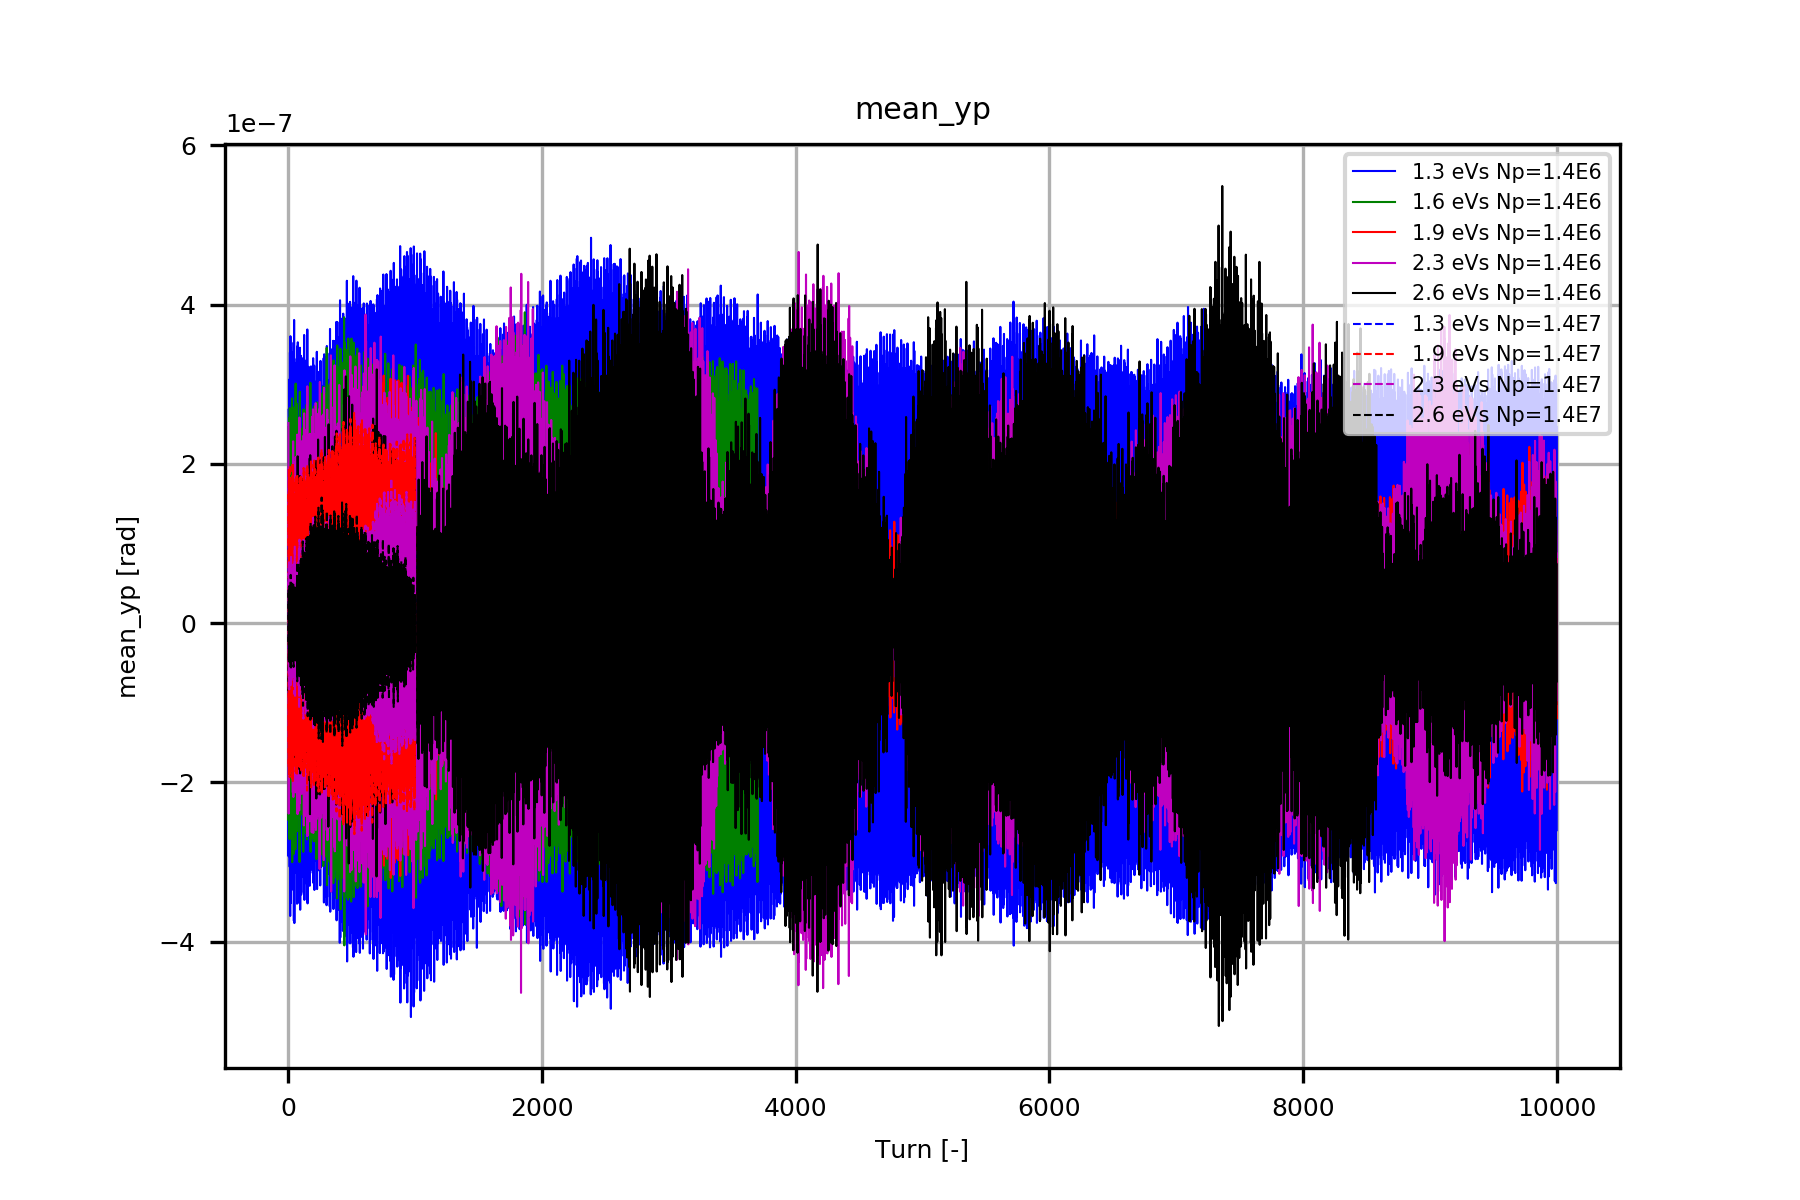 mean_yp
1e−7
6
4
2
0
−2
−4
mean_yp [rad]
0 2000 4000 6000 8000 10000
Turn [-]
1.3 eVs Np=1.4E6
1.6 eVs Np=1.4E6
1.9 eVs Np=1.4E6
2.3 eVs Np=1.4E6
2.6 eVs Np=1.4E6
1.3 eVs Np=1.4E7
1.9 eVs Np=1.4E7
2.3 eVs Np=1.4E7
2.6 eVs Np=1.4E7